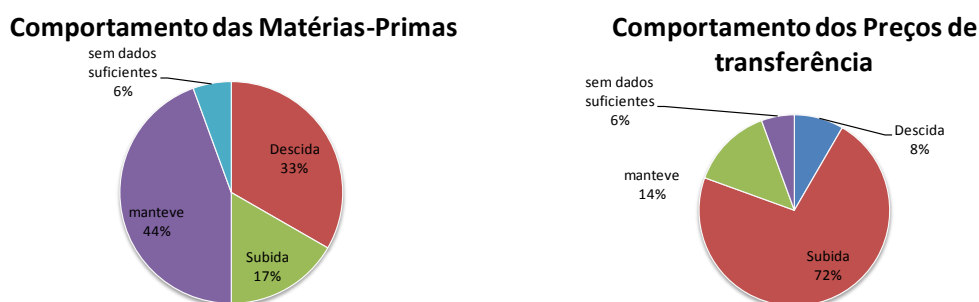 Comportamento das Matérias-Primas
sem dados
suficientes
6%
Descida
33%
manteve
44%
Subida
17%
Comportamento dos Preços de
transferência
sem dados
suficientes
6%
Descida
8%
manteve
14%
Subida
72%